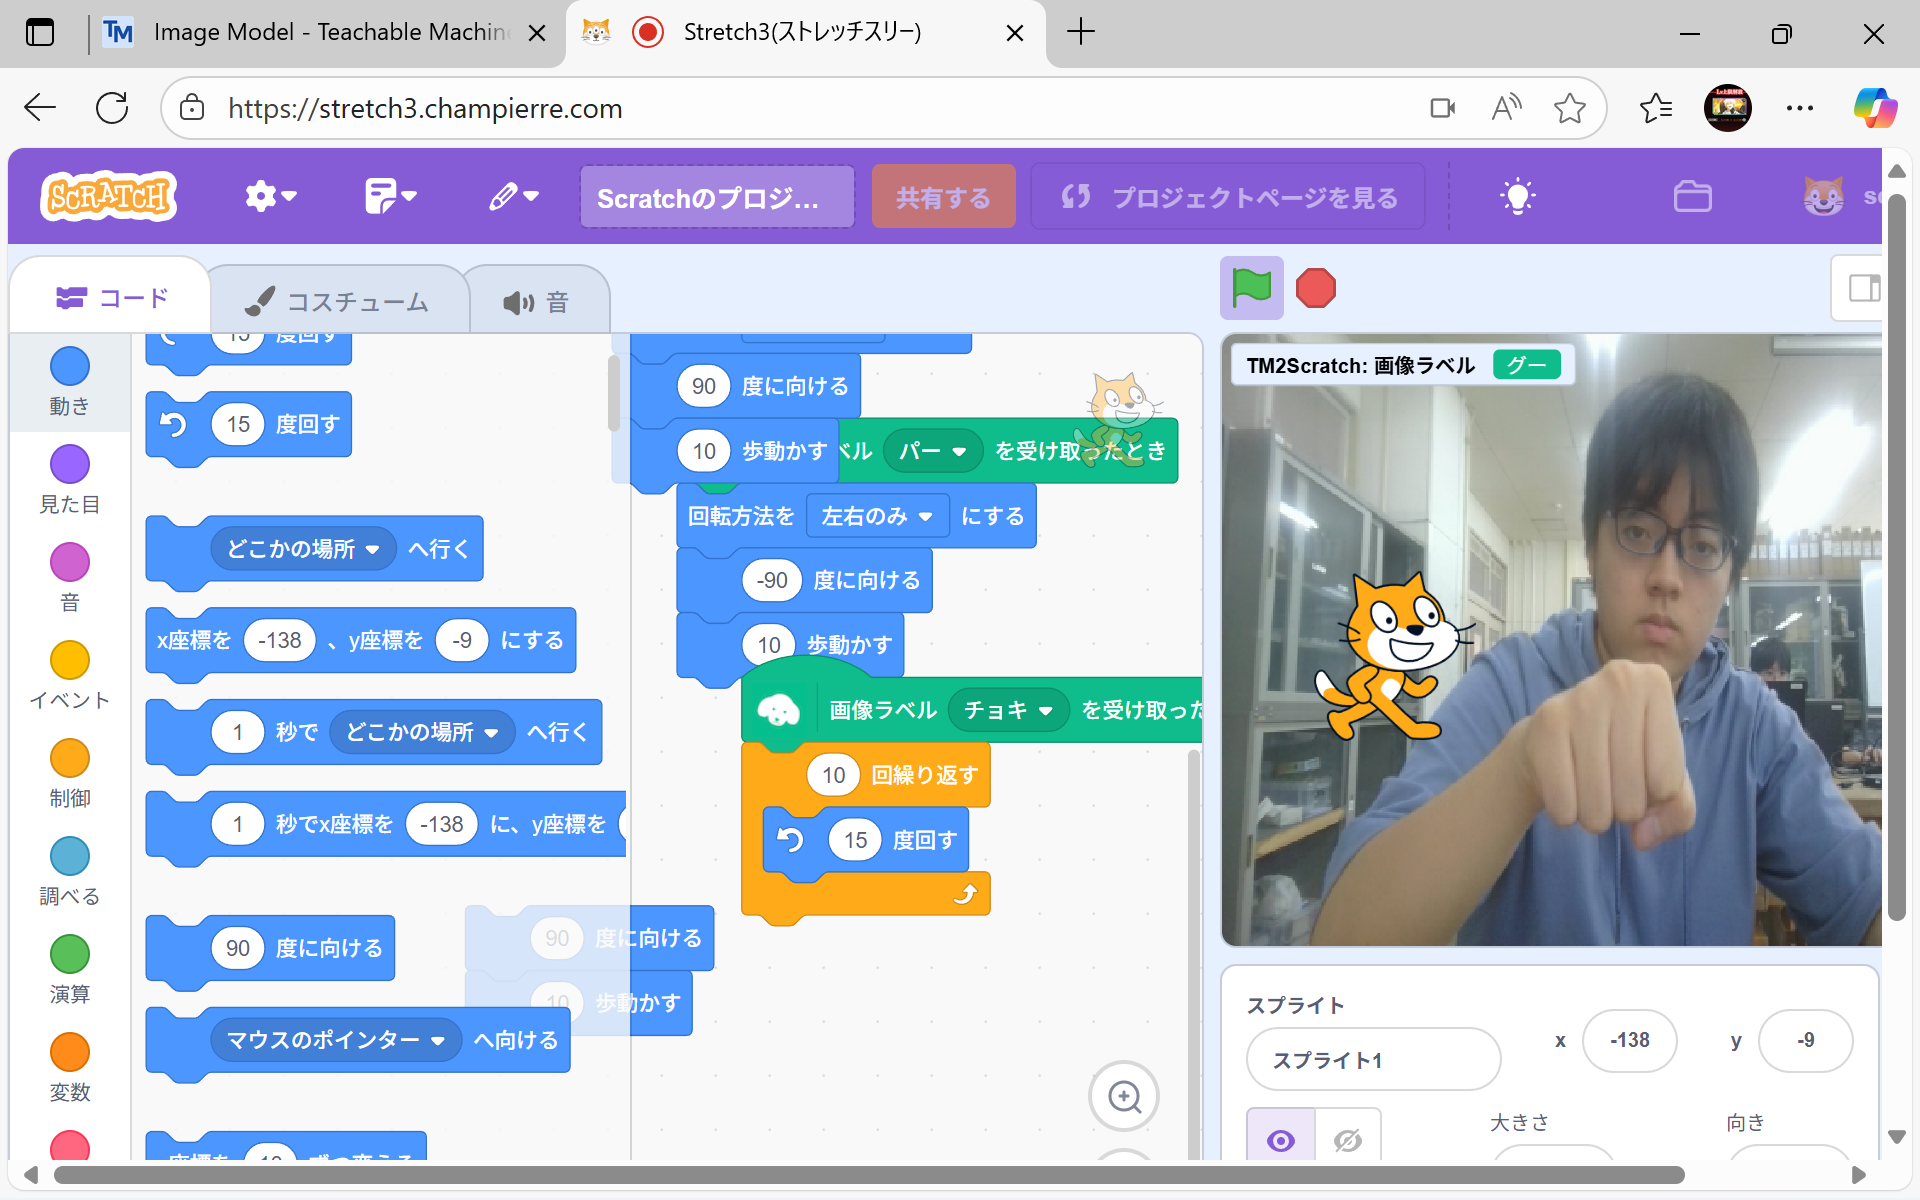 Image Model - Teachable Machine
Stretch3(ストレッチスリー)
https://stretch3.champierre.com
SCRATCH
Scratchのプロジ...
共有する
プロジェクトページを見る
コード
コスチューム
音
動き
見た目
音
イベント
制御
調べる
演算
変数
15 度回す
15 度回す
どこかの場所 へ行く
x座標を -138 、y座標を -9 にする
1 秒で どこかの場所 へ行く
1 秒でx座標を -138 に、y座標を
90 度に向ける
マウスのポインター へ向ける
座標を 10 ずつ変える
90 度に向ける
10 歩動かす
ベル パー を受け取ったとき
回転方法を 左右のみ にする
-90 度に向ける
10 歩動かす
画像ラベル チョキ を受け取った
10 回繰り返す
15 度回す
90 度に向ける
10 歩動かす
TM2Scratch: 画像ラベル グー
スプライト
スプライト1
x -138 y -9
大きさ
向き